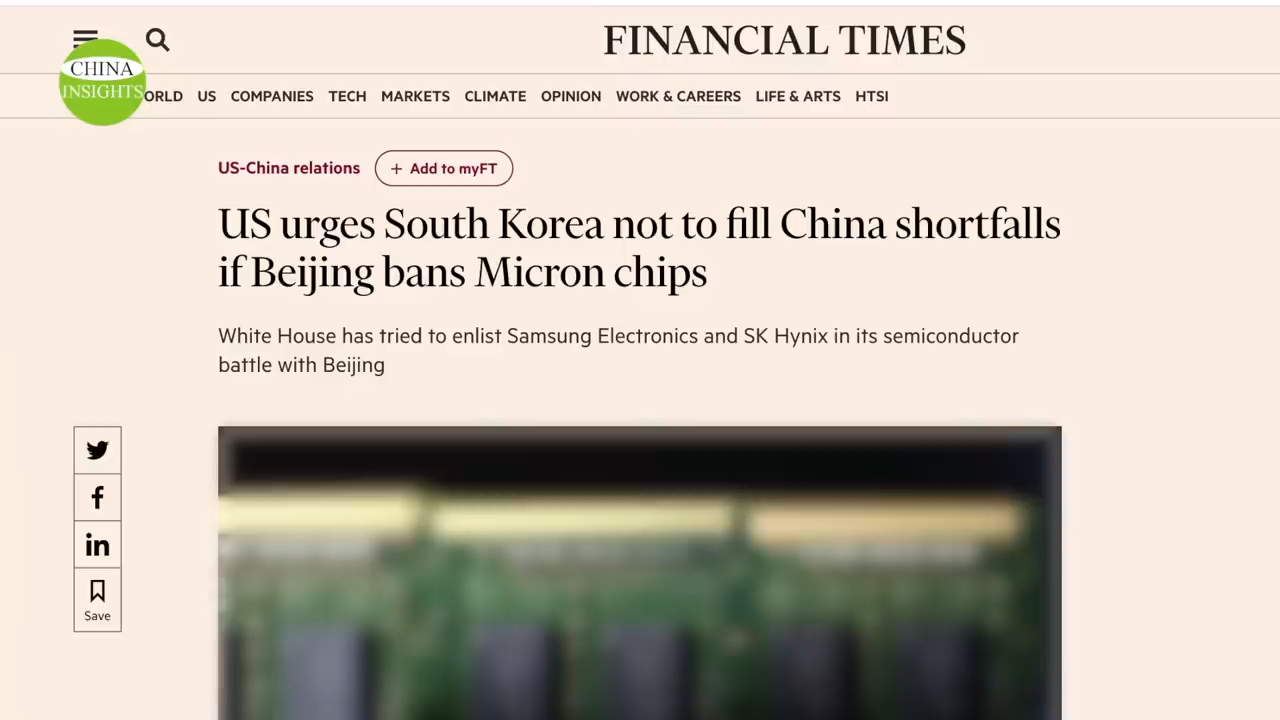 FINANCIAL TIMES
CHINA
INSIGHTS
ORLD US COMPANIES TECH MARKETS CLIMATE OPINION WORK & CAREERS LIFE & ARTS HTSI
US-China relations + Add to myFT
US urges South Korea not to fill China shortfalls
if Beijing bans Micron chips
White House has tried to enlist Samsung Electronics and SK Hynix in its semiconductor
battle with Beijing
Save